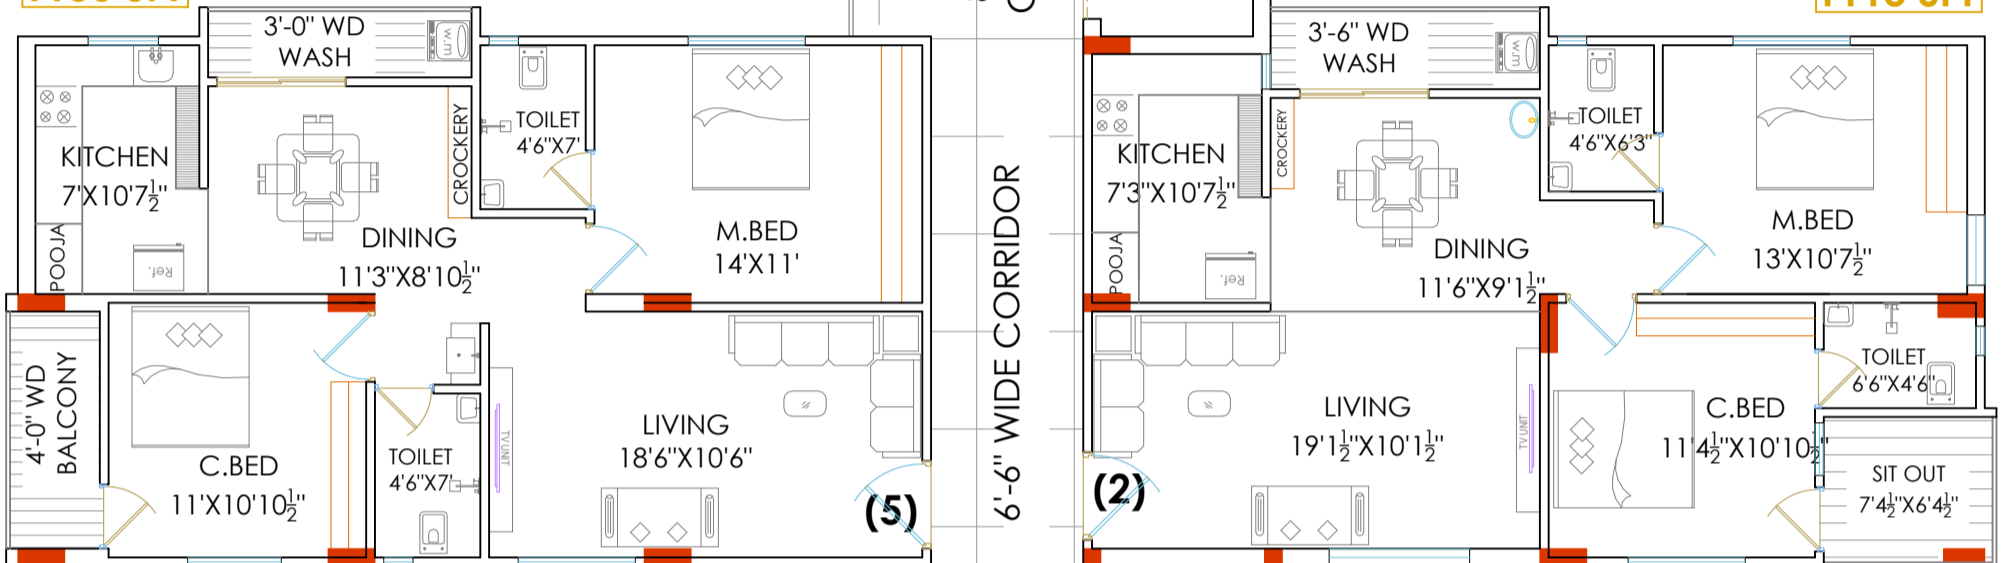 3'-0" WD
WASH
W.m
TOILET
4'6"X7'
KITCHEN
7'X10'7½"
CROCKERY
DINING
11'3"X8'10½"
POOJA
Ref.
M.BED
14'X11'
4'-0" WD
BALCONY
C.BED
11'X10'10½"
TOILET
4'6"X7'
TV UNIT
LIVING
18'6"X10'6"
(5)
6'-6" WIDE CORRIDOR
3'-6" WD
WASH
W.m
TOILET
4'6"X6'3"
KITCHEN
7'3"X10'7½"
CROCKERY
DINING
11'6"X9'1½"
POOJA
Ref.
M.BED
13'X10'7½"
LIVING
19'1½"X10'1½"
TV UNIT
(2)
C.BED
11'4½"X10'10½"
TOILET
6'6"X4'6"
SIT OUT
7'4½"X6'4½"